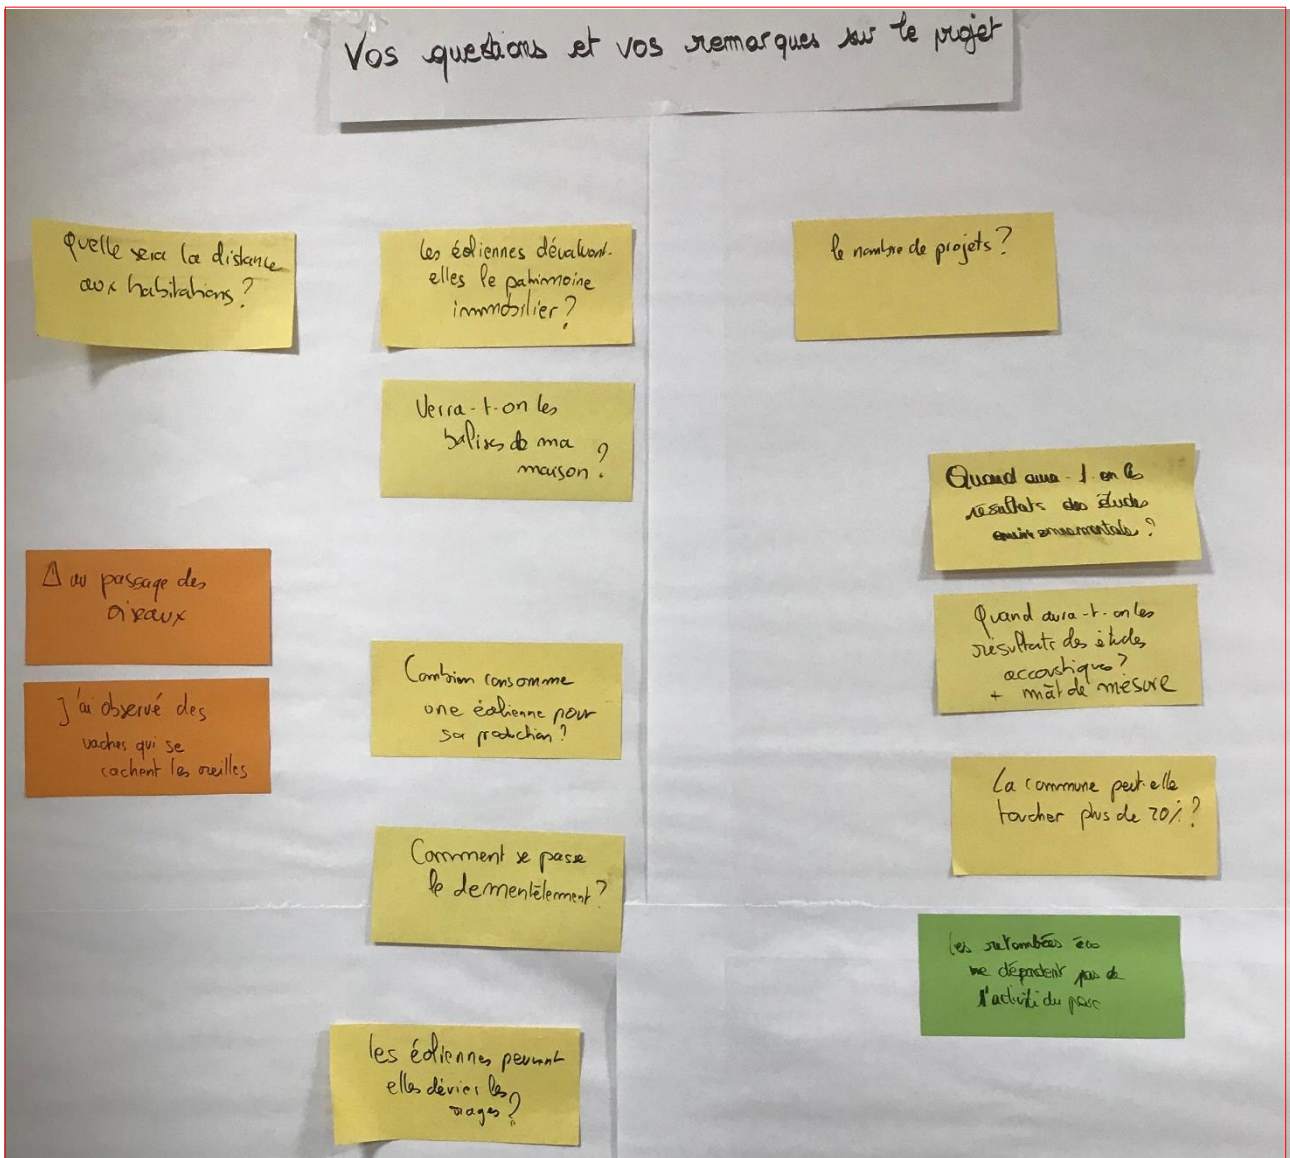 Vos questions et vos remarques sur le projet
Quelle sera la distance
aux habitations ?
Les éoliennes dévaluent-
elles le patrimoine
immobilier ?
le nombre de projets ?
Verra-t-on les
balises de ma
maison ?
Quand aura-t-on les
résultats des études
environnementales ?
⚠ au passage des
oiseaux
Quand aura-t-on les
résultats des études
accoustiques ?
+ mât de mesure
Combien consomme
une éolienne pour
sa production ?
J'ai observé des
vaches qui se
cachent les oreilles
La commune peut-elle
toucher plus de 20% ?
Comment se passe
le dementèlement ?
Les retombées éco
ne dépendent pas de
l'activité du parc
Les éoliennes peuvent
elles dévier les
orages ?